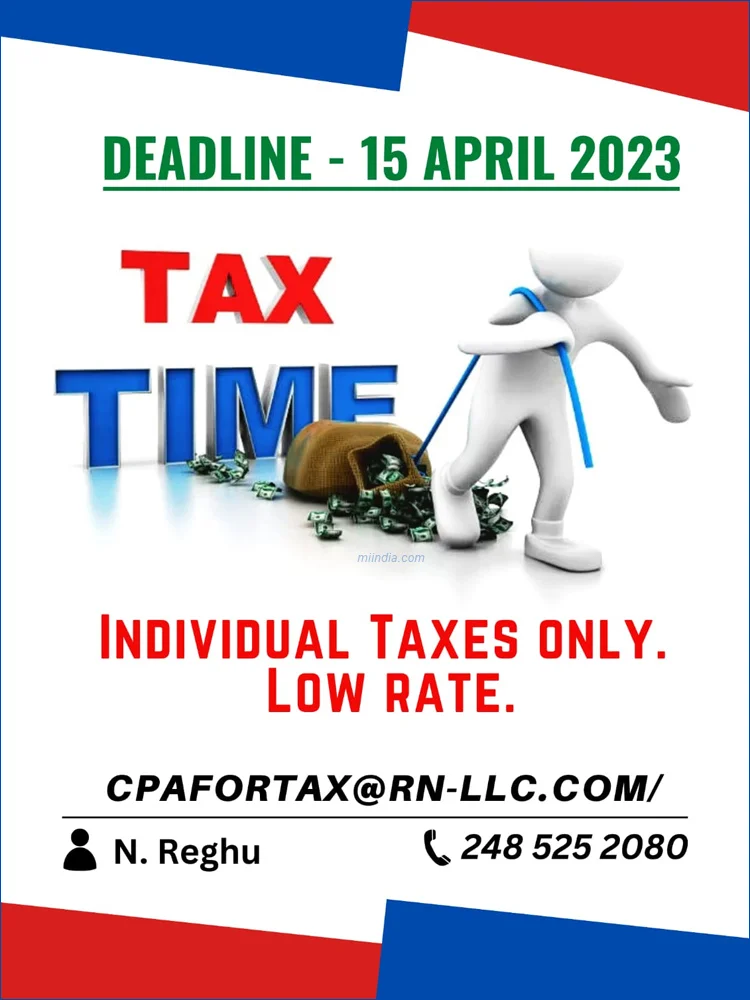 DEADLINE - 15 APRIL 2023
TAX
TIME
miindia.com
INDIVIDUAL TAXES ONLY.
LOW RATE.
CPAFORTAX@RN-LLC.COM/
N. Reghu
248 525 2080